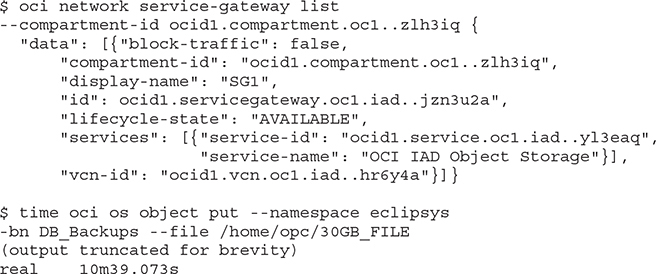 $ oci network service-gateway list
--compartment-id ocid1.compartment.oc1..zlh3iq {
"data": [{"block-traffic": false,
"compartment-id": "ocid1.compartment.oc1..zlh3iq",
"display-name": "SG1",
"id": ocid1.servicegateway.oc1.iad..jzn3u2a",
"lifecycle-state": "AVAILABLE",
"services": [{"service-id": "ocid1.service.oc1.iad..yl3eaq",
"service-name": "OCI IAD Object Storage"}],
"vcn-id": "ocid1.vcn.oc1.iad..hr6y4a"}]}
$ time oci os object put --namespace eclipsys
-bn DB_Backups --file /home/opc/30GB_FILE
(output truncated for brevity)
real 10m39.073s